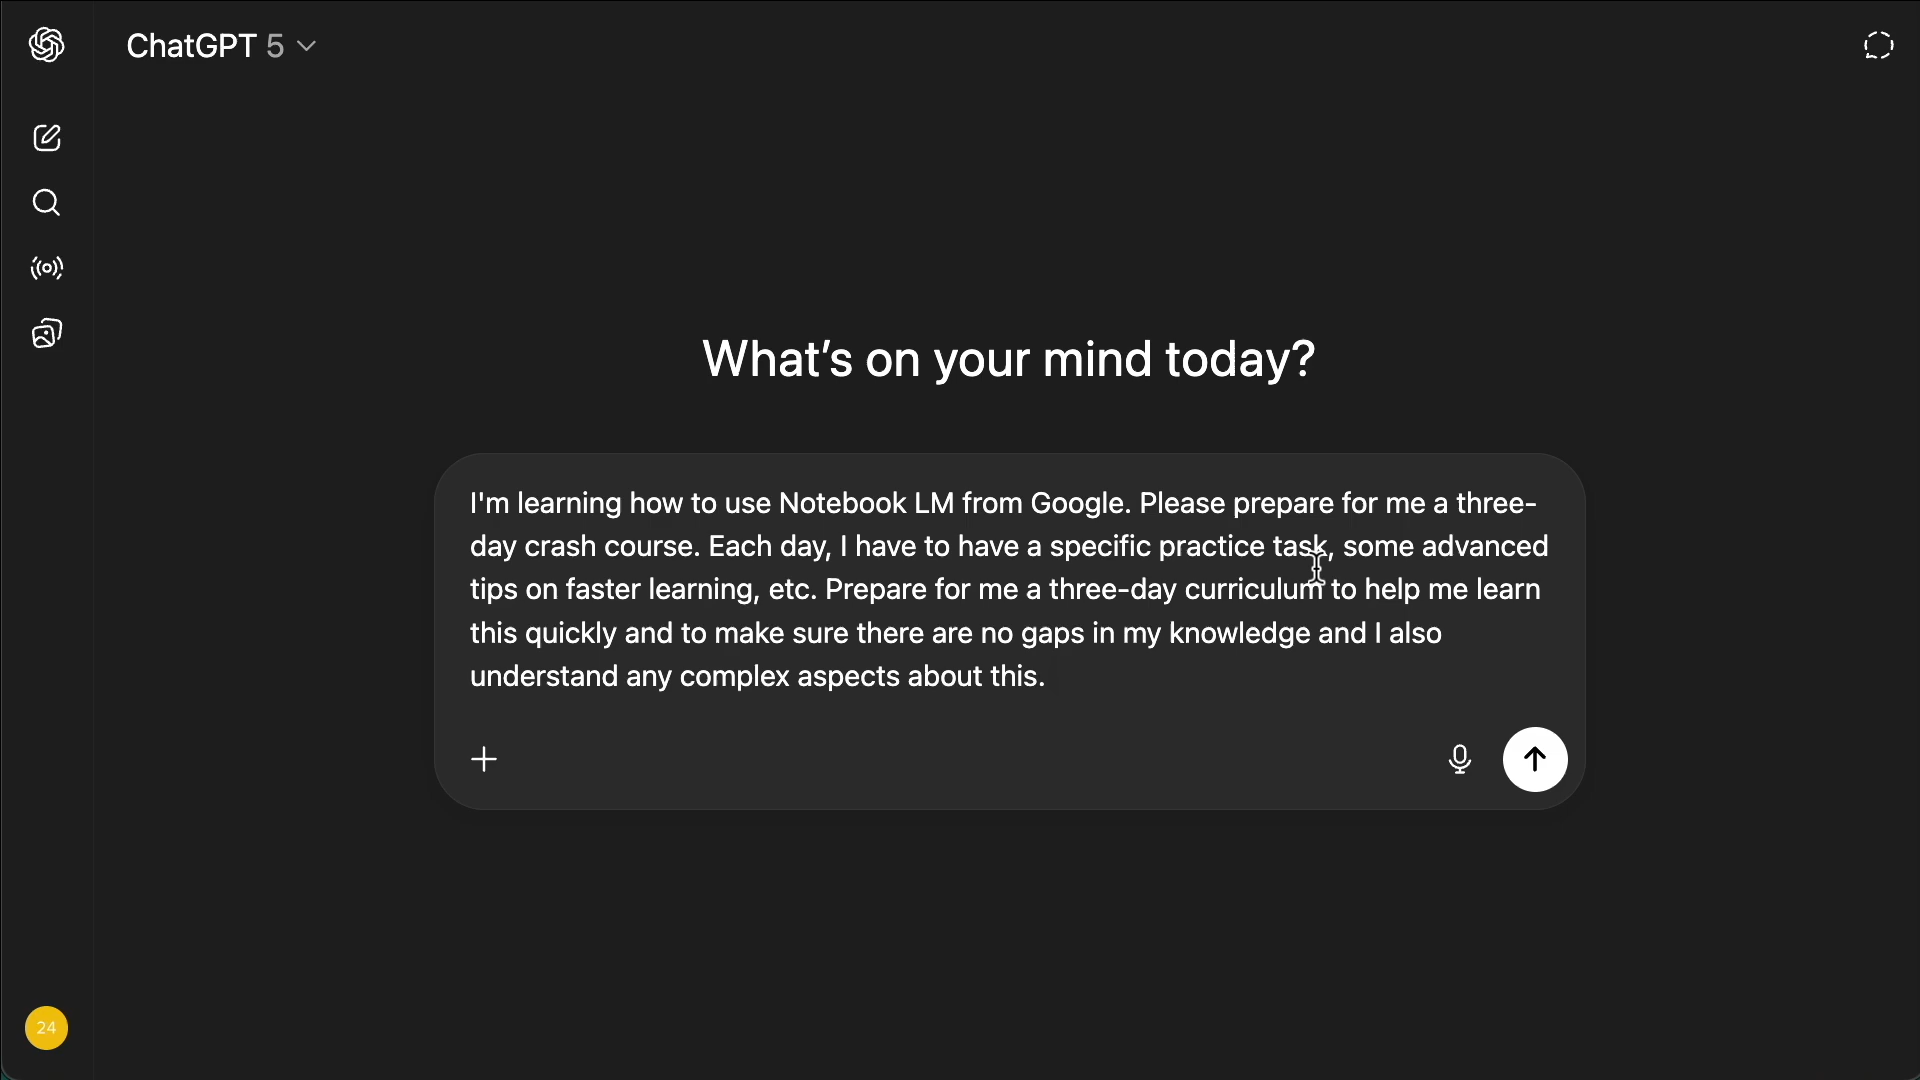 ChatGPT 5
What's on your mind today?
I'm learning how to use Notebook LM from Google. Please prepare for me a three-
day crash course. Each day, I have to have a specific practice task, some advanced
tips on faster learning, etc. Prepare for me a three-day curriculum to help me learn
this quickly and to make sure there are no gaps in my knowledge and I also
understand any complex aspects about this.
24